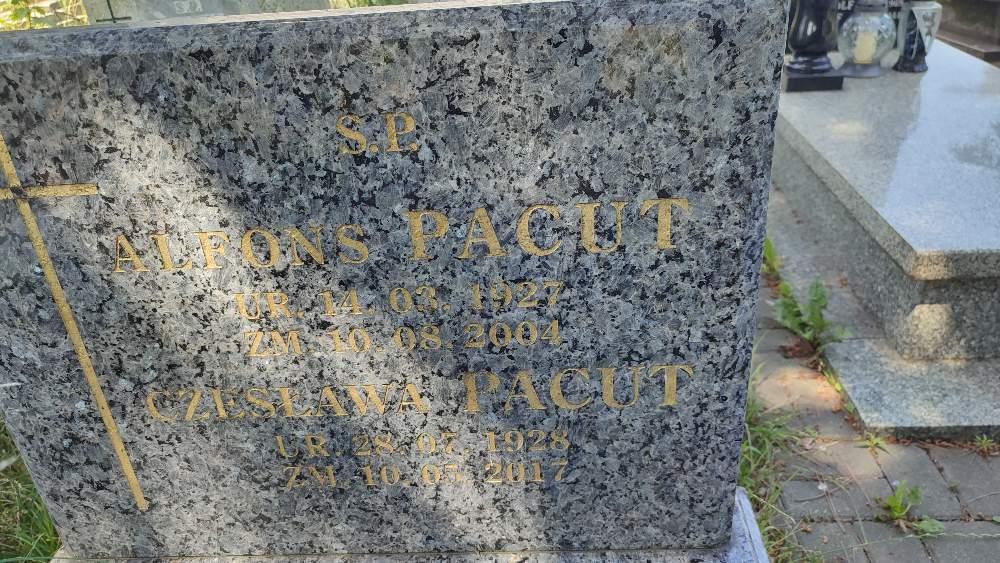 S.P.
ALFONS PACUT
UR. 14. 03. 1927
ZM. 10. 08. 2004
CZESŁAWA PACUT
UR. 28. 07. 1928
ZM. 10. 05. 2017